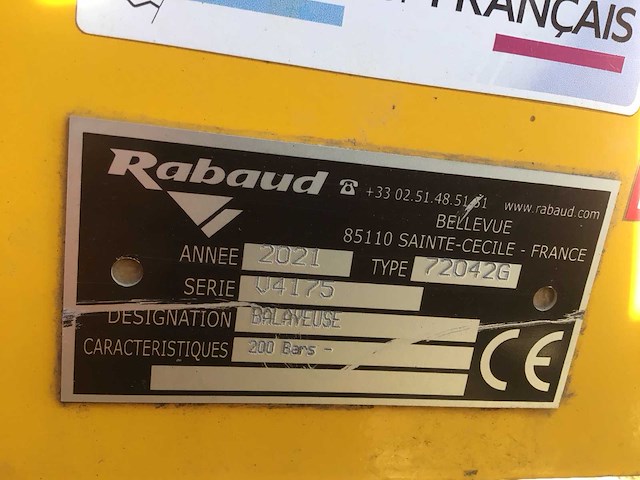 FRANÇAIS
Rabaud ☎ +33 02.51.48.51.51 www.rabaud.com
BELLEVUE
85110 SAINTE-CECILE - FRANCE
ANNEE 2021 TYPE 72042G
SERIE V4175
DESIGNATION BALAYEUSE
CARACTERISTIQUES 200 Bars -
CE